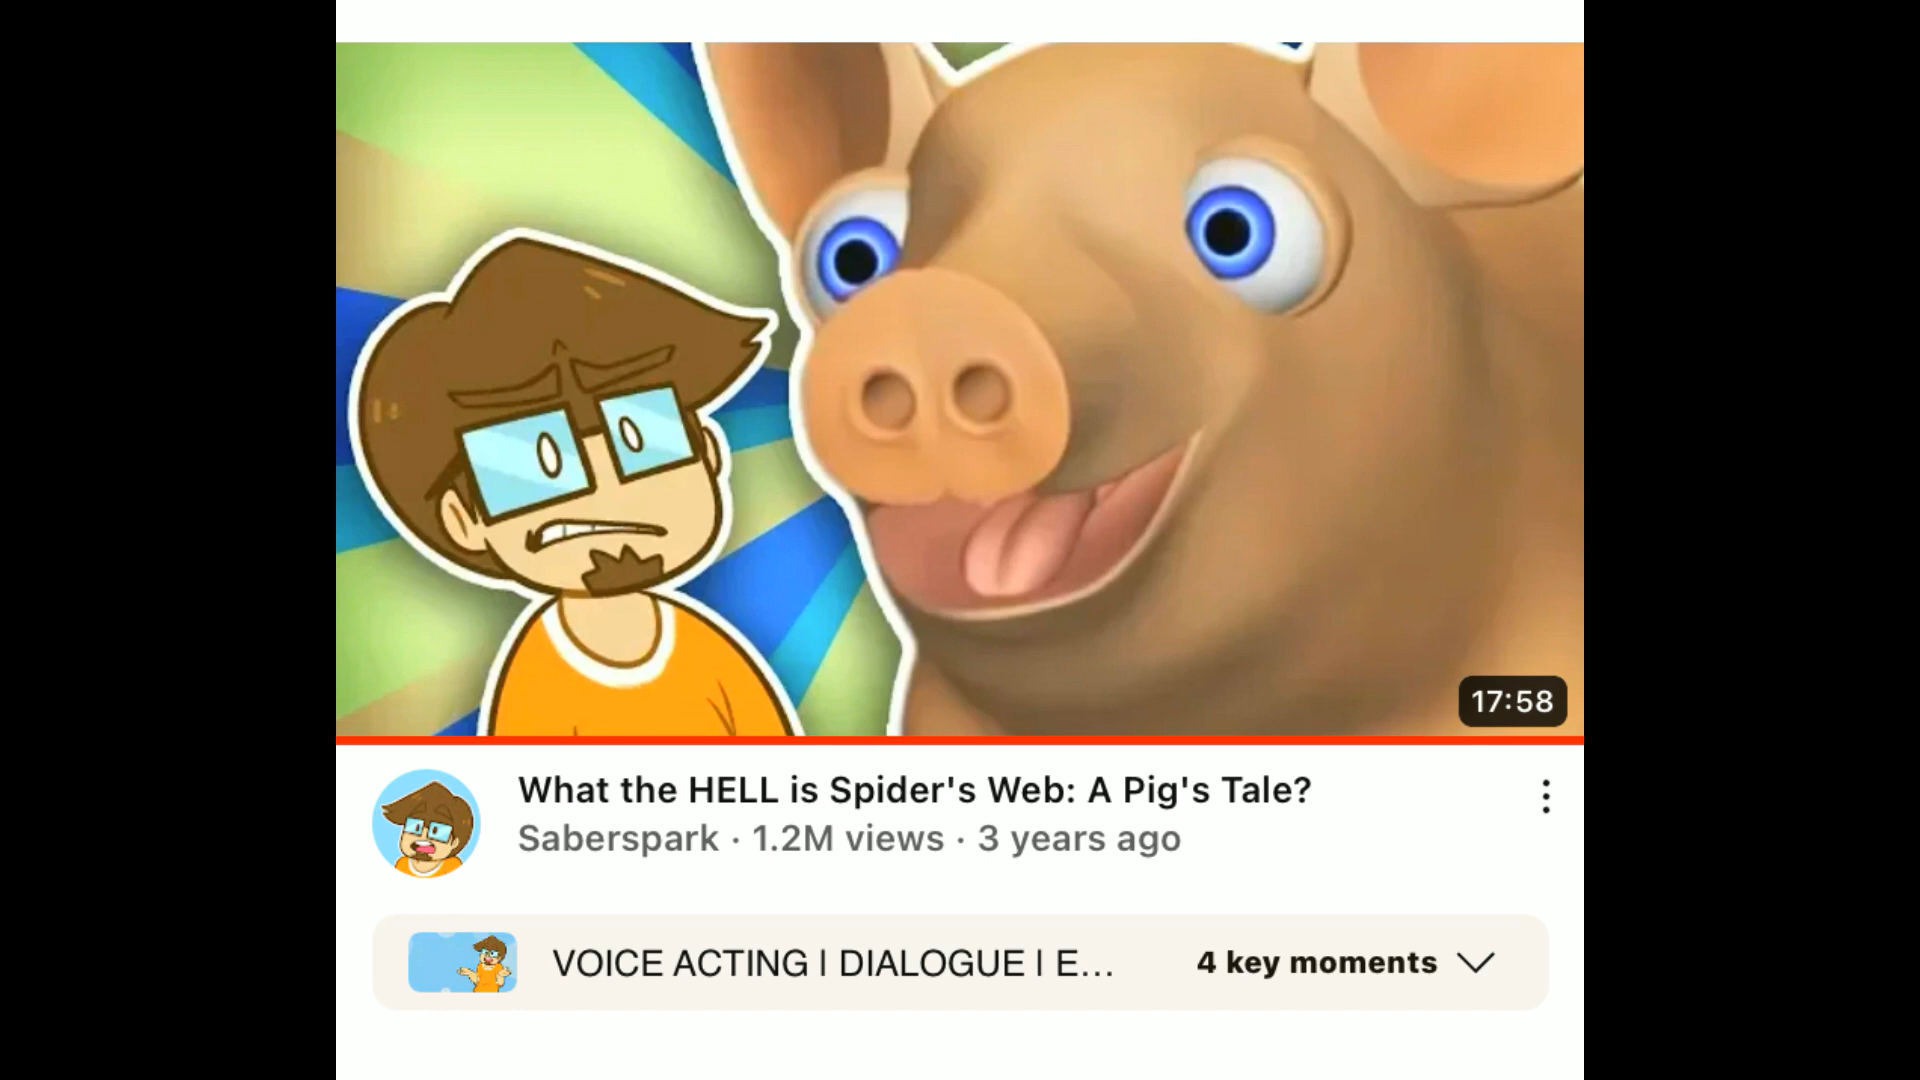 17:58
What the HELL is Spider's Web: A Pig's Tale?
Saberspark · 1.2M views · 3 years ago
VOICE ACTING | DIALOGUE | E... 4 key moments